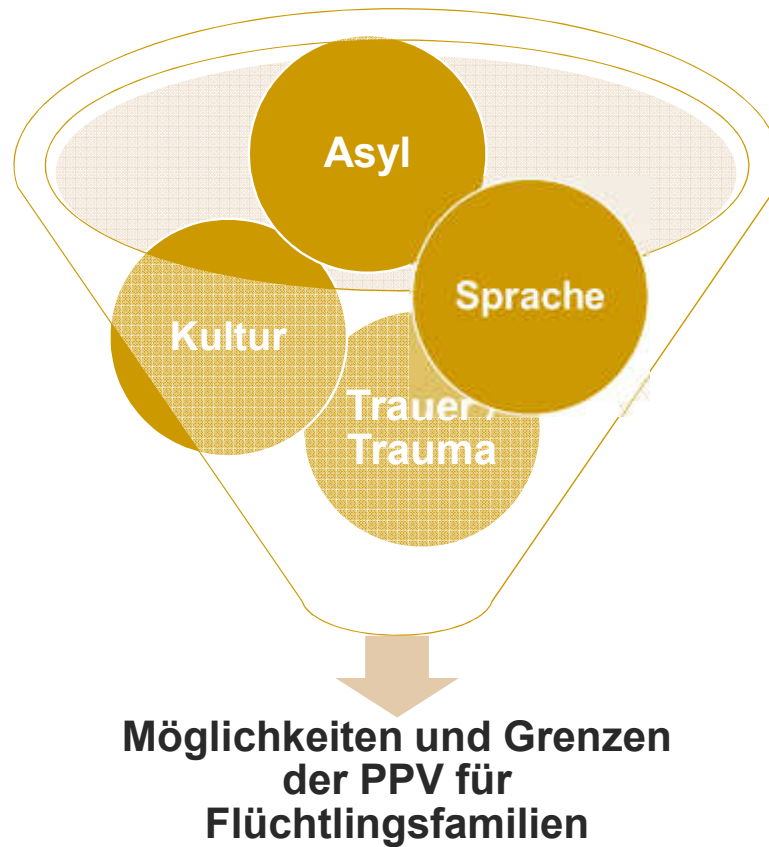 Asyl
Sprache
Kultur
Trauer /
Trauma
Möglichkeiten und Grenzen
der PPV für
Flüchtlingsfamilien